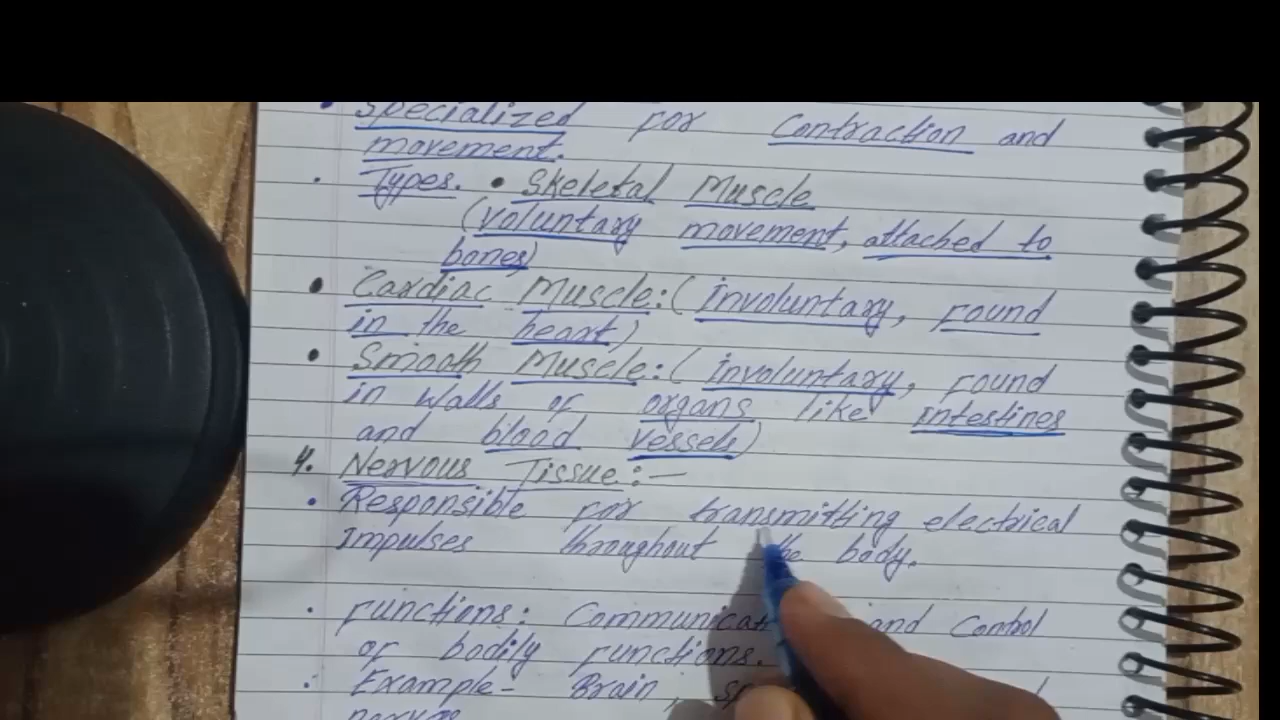 • Specialized for Contraction and
movement.
• Types. • Skeletal Muscle
(voluntary movement, attached to
bones)
• Cardiac Muscle:( Involuntary, Found
in the heart)
• Smooth Muscle:( involuntary, Found
in walls of organs like intestines
and blood vessels)
4. Nervous Tissue:-
• Responsible for transmitting electrical
Impulses throughout the body.
• Functions: and Control
of bodily Functions.
• Example- Brain,